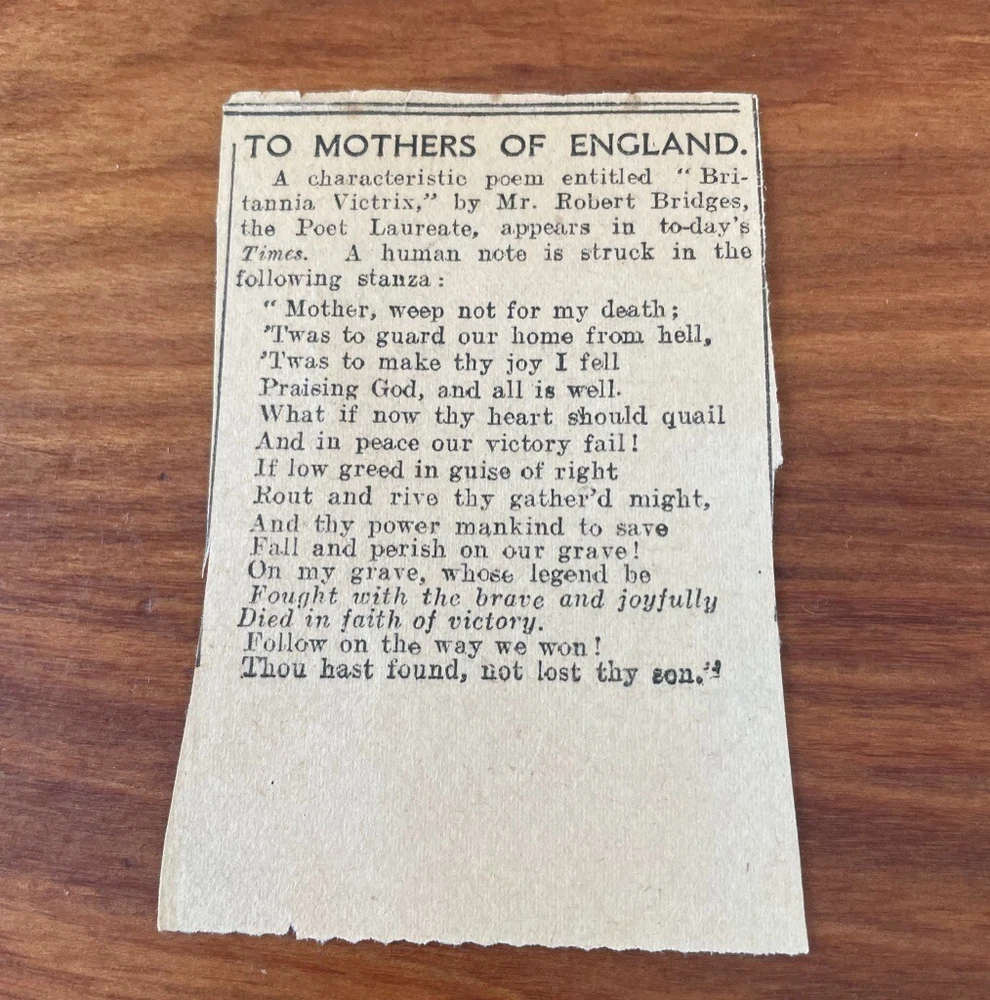 TO MOTHERS OF ENGLAND.
A characteristic poem entitled “ Bri-
tannia Victrix,” by Mr. Robert Bridges,
the Poet Laureate, appears in to-day's
Times. A human note is struck in the
following stanza :
“ Mother, weep not for my death ;
'Twas to guard our home from hell,
'Twas to make thy joy I fell
Praising God, and all is well.
What if now thy heart should quail
And in peace our victory fail !
If low greed in guise of right
Rout and rive thy gather'd might,
And thy power mankind to save
Fall and perish on our grave !
On my grave, whose legend be
Fought with the brave and joyfully
Died in faith of victory.
Follow on the way we won !
Thou hast found, not lost thy son.”